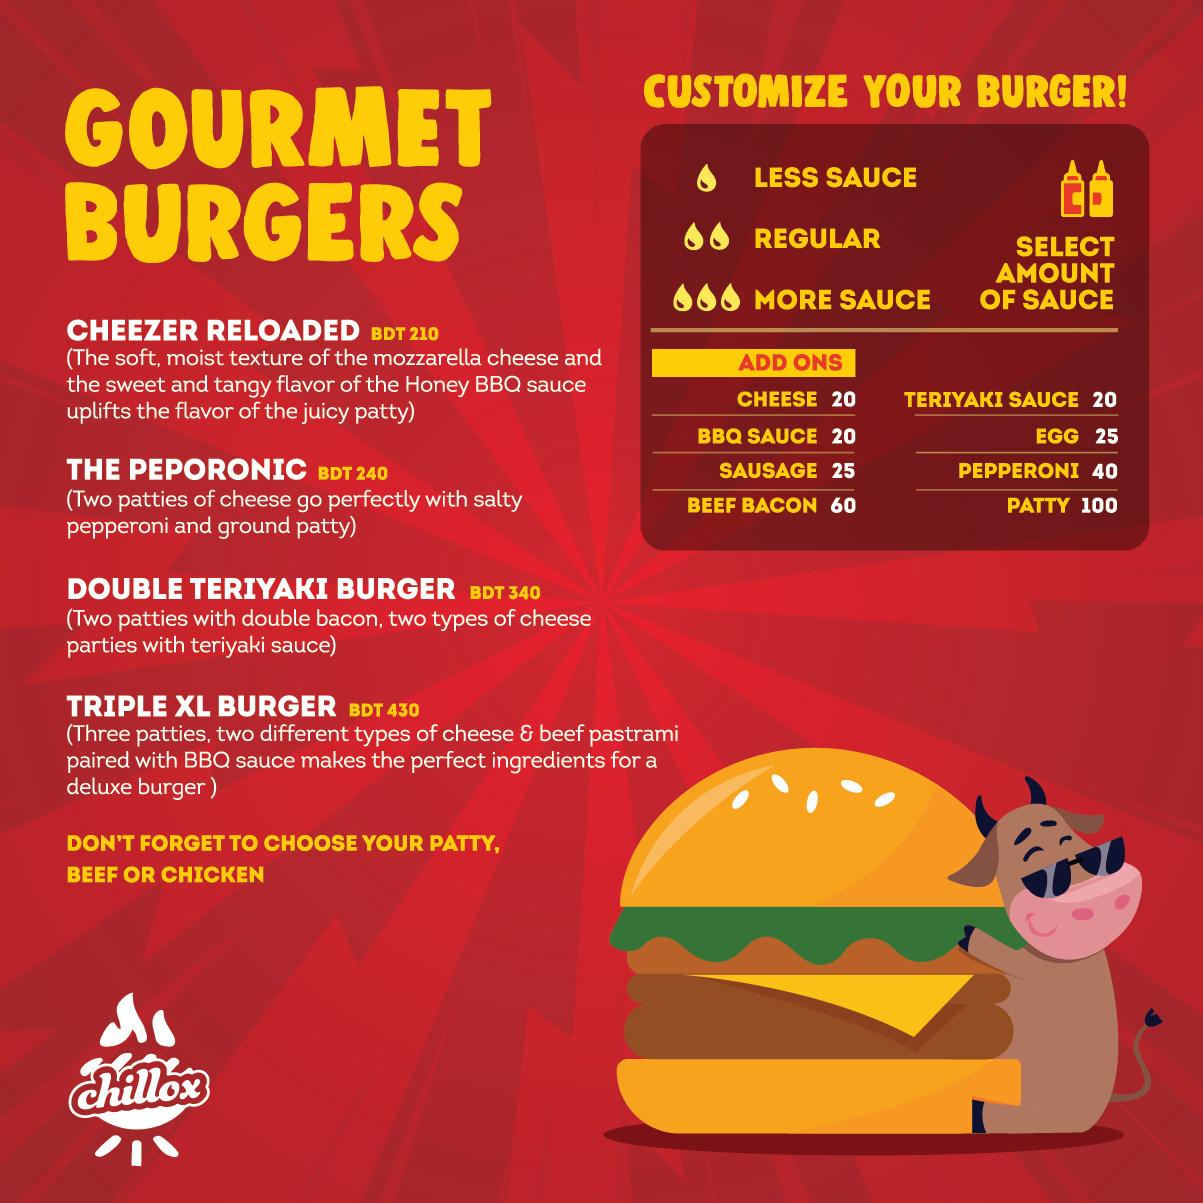 GOURMET
BURGERS
CHEEZER RELOADED BDT 210
(The soft, moist texture of the mozzarella cheese and
the sweet and tangy flavor of the Honey BBQ sauce
uplifts the flavor of the juicy patty)
THE PEPORONIC BDT 240
(Two patties of cheese go perfectly with salty
pepperoni and ground patty)
DOUBLE TERIYAKI BURGER BDT 340
(Two patties with double bacon, two types of cheese
parties with teriyaki sauce)
TRIPLE XL BURGER BDT 430
(Three patties, two different types of cheese & beef pastrami
paired with BBQ sauce makes the perfect ingredients for a
deluxe burger )
DON'T FORGET TO CHOOSE YOUR PATTY,
BEEF OR CHICKEN
chillox
CUSTOMIZE YOUR BURGER!
LESS SAUCE
REGULAR
MORE SAUCE
SELECT
AMOUNT
OF SAUCE
ADD ONS
CHEESE 20
BBQ SAUCE 20
SAUSAGE 25
BEEF BACON 60
TERIYAKI SAUCE 20
EGG 25
PEPPERONI 40
PATTY 100